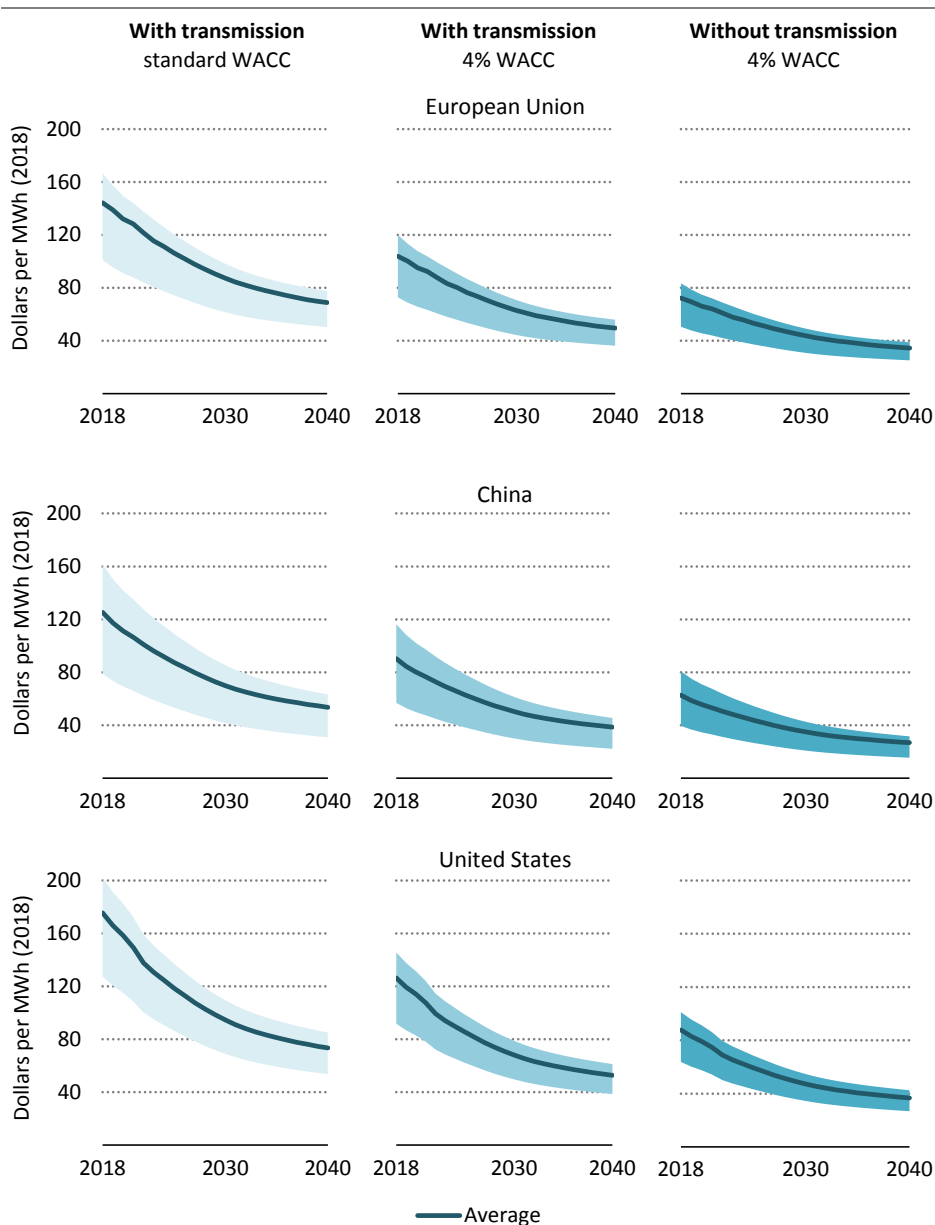 With transmission
standard WACC
With transmission
4% WACC
Without transmission
4% WACC
European Union
Dollars per MWh (2018)
200
160
120
80
40
2018 2030 2040
2018 2030 2040
2018 2030 2040
China
Dollars per MWh (2018)
200
160
120
80
40
2018 2030 2040
2018 2030 2040
2018 2030 2040
United States
Dollars per MWh (2018)
200
160
120
80
40
2018 2030 2040
2018 2030 2040
2018 2030 2040
Average